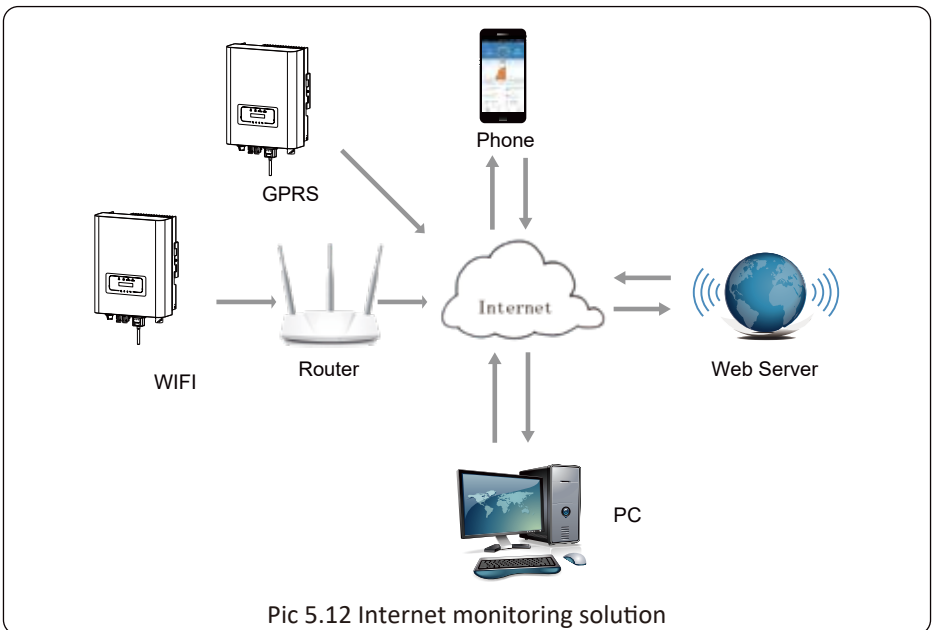 Phone
GPRS
Internet
WIFI
Router
Web Server
PC
Pic 5.12 Internet monitoring solution